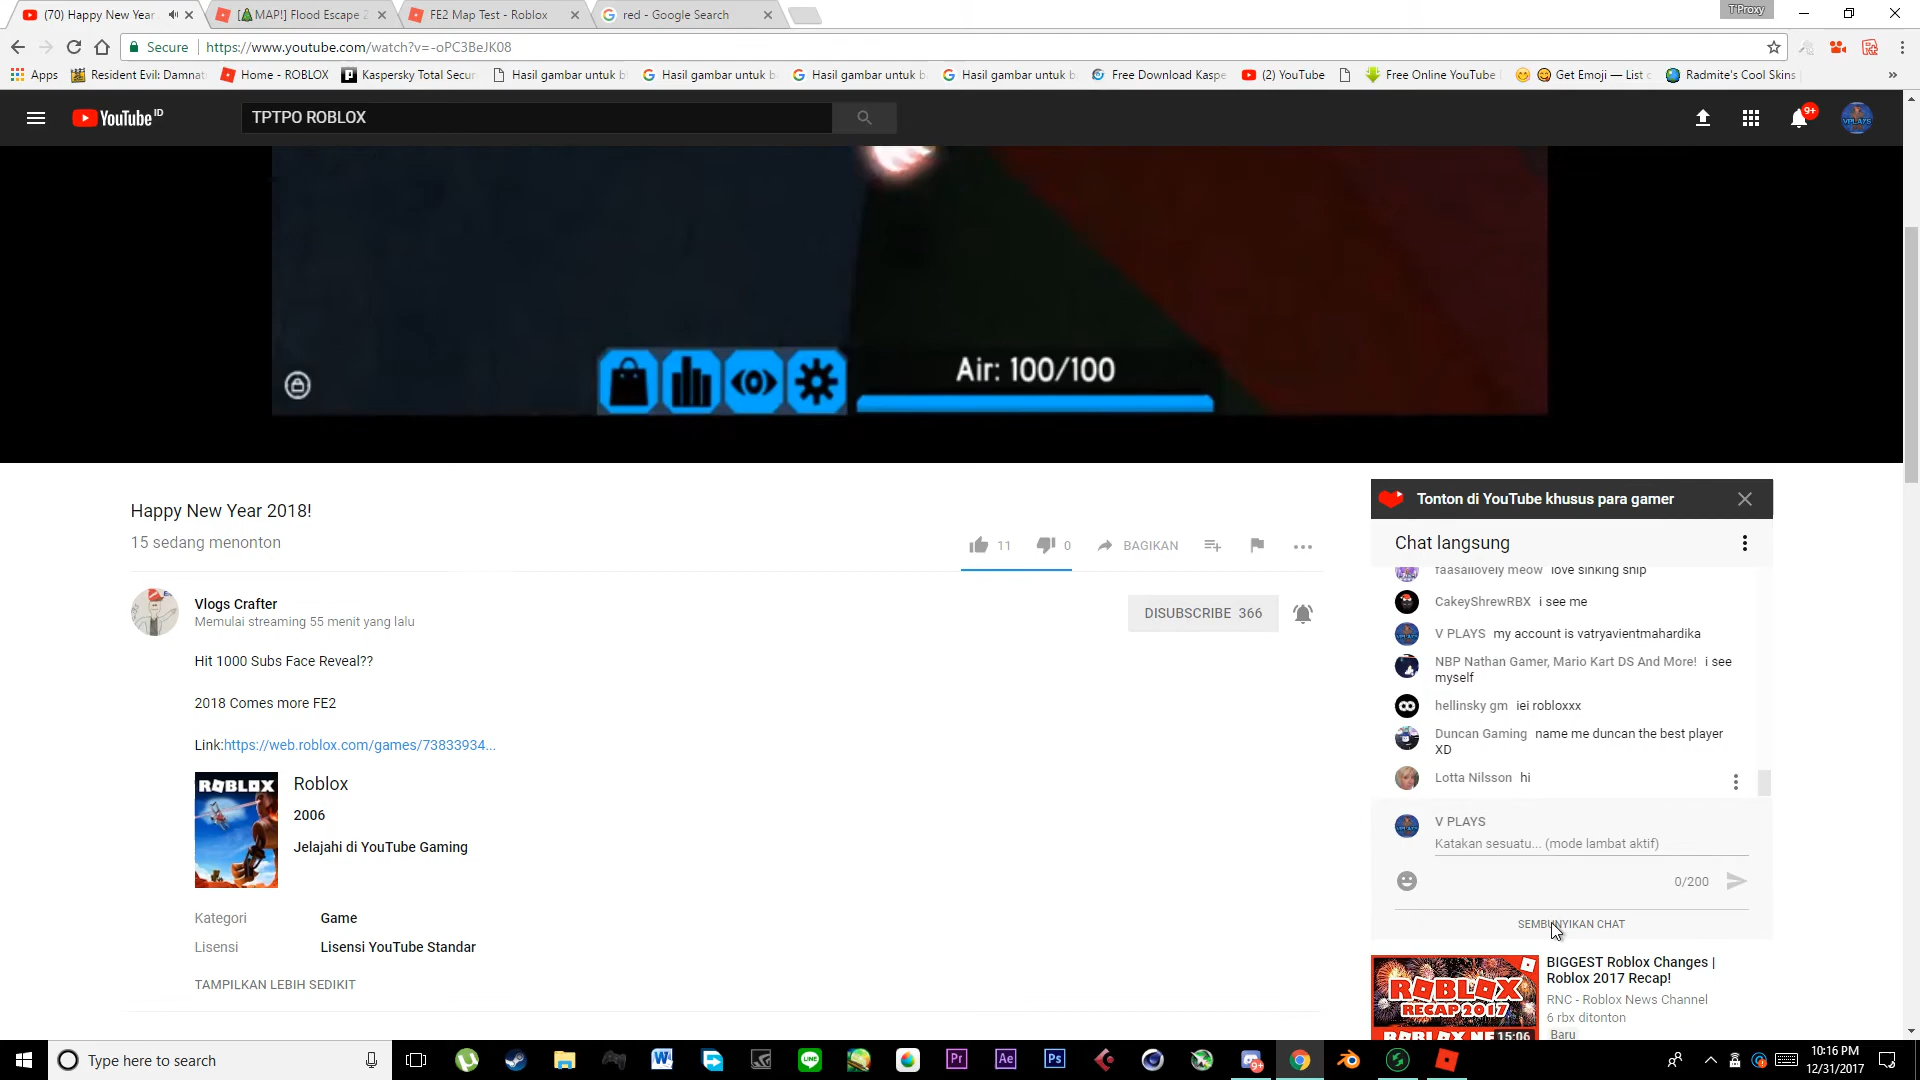 (70) Happy New Year
[🎄MAP!] Flood Escape 2
FE2 Map Test - Roblox
red - Google Search
T'Proxy
Secure
https://www.youtube.com/watch?v=-oPC3BeJK08
Apps
Resident Evil: Damnat
Home - ROBLOX
Kaspersky Total Secu
Hasil gambar untuk b
Hasil gambar untuk b
Hasil gambar untuk b
Hasil gambar untuk b
Free Download Kaspe
(2) YouTube
Free Online YouTube
Get Emoji — List
Radmite's Cool Skins
YouTube ID
TPTPO ROBLOX
9+
Air: 100/100
Happy New Year 2018!
15 sedang menonton
11
0
BAGIKAN
Vlogs Crafter
Memulai streaming 55 menit yang lalu
DISUBSCRIBE 366
Hit 1000 Subs Face Reveal??
2018 Comes more FE2
Link:https://web.roblox.com/games/73833934...
ROBLOX
Roblox
2006
Jelajahi di YouTube Gaming
Kategori
Game
Lisensi
Lisensi YouTube Standar
TAMPILKAN LEBIH SEDIKIT
Tonton di YouTube khusus para gamer
Chat langsung
faasallovely meow love sinking ship
CakeyShrewRBX i see me
V PLAYS my account is vatryavientmahardika
NBP Nathan Gamer, Mario Kart DS And More! i see
myself
hellinsky gm iei robloxxx
Duncan Gaming name me duncan the best player
XD
Lotta Nilsson hi
V PLAYS
Katakan sesuatu... (mode lambat aktif)
0/200
SEMBUNYIKAN CHAT
ROBLOX
RECAP 2017
15:06
BIGGEST Roblox Changes |
Roblox 2017 Recap!
RNC - Roblox News Channel
6 rbx ditonton
Baru
Type here to search
10:16 PM
12/31/2017